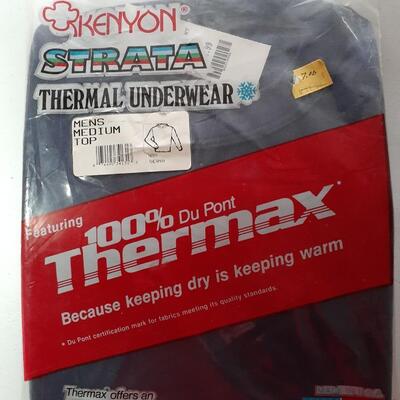 KENYON
STRATA
THERMAL UNDERWEAR
MENS
MEDIUM
TOP
Featuring
100% Du Pont
Thermax
Because keeping dry is keeping warm
* Du Pont certification mark for fabrics meeting its quality standards.
"Thermax offers an